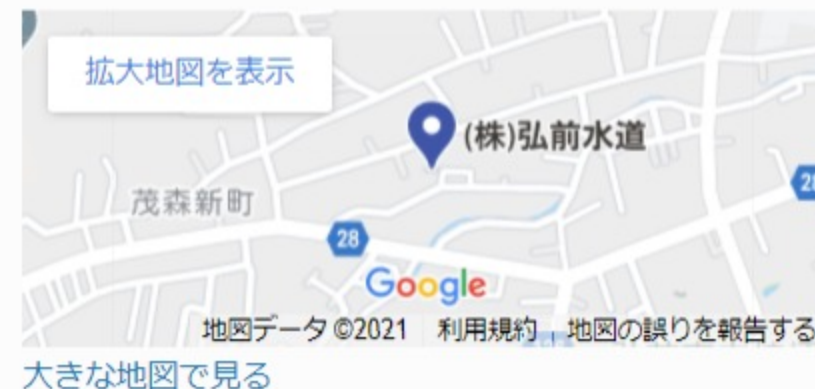 拡大地図を表示
(株)弘前水道
茂森新町
28
28
Google
地図データ ©2021 利用規約 地図の誤りを報告する
大きな地図で見る